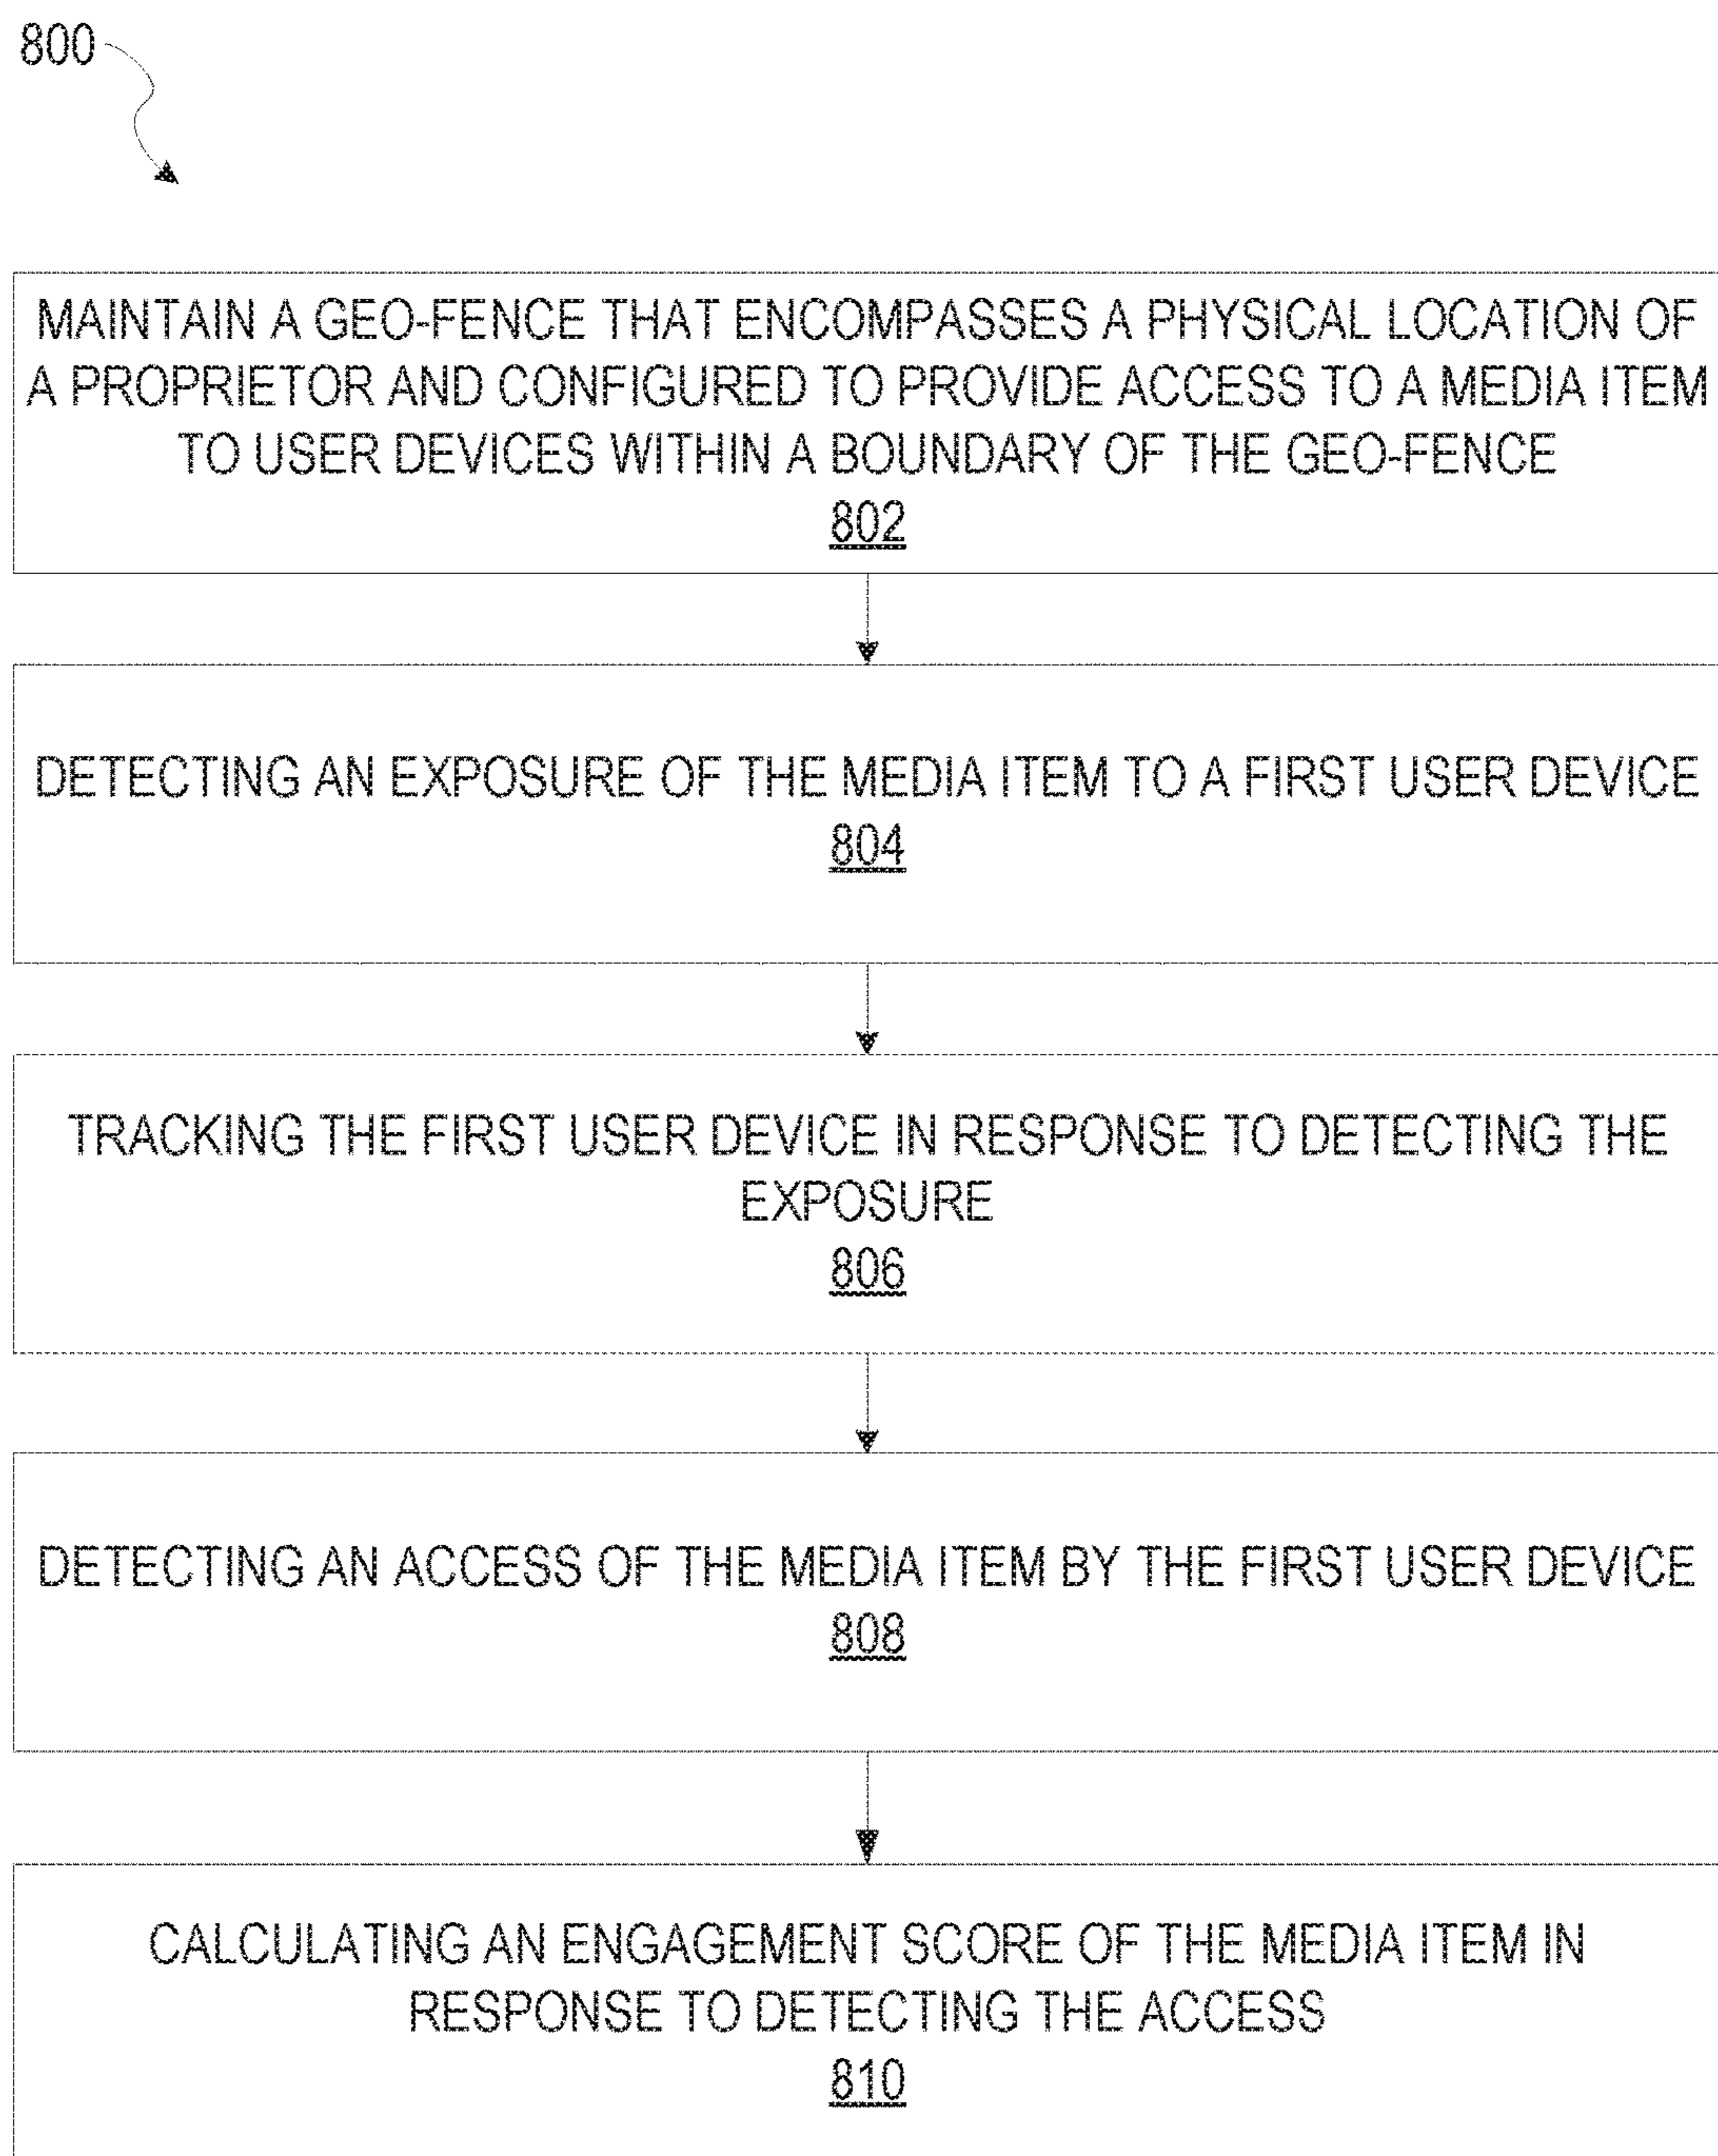 800
MAINTAIN A GEO-FENCE THAT ENCOMPASSES A PHYSICAL LOCATION OF
A PROPRIETOR AND CONFIGURED TO PROVIDE ACCESS TO A MEDIA ITEM
TO USER DEVICES WITHIN A BOUNDARY OF THE GEO-FENCE
802
DETECTING AN EXPOSURE OF THE MEDIA ITEM TO A FIRST USER DEVICE
804
TRACKING THE FIRST USER DEVICE IN RESPONSE TO DETECTING THE
EXPOSURE
806
DETECTING AN ACCESS OF THE MEDIA ITEM BY THE FIRST USER DEVICE
808
CALCULATING AN ENGAGEMENT SCORE OF THE MEDIA ITEM IN
RESPONSE TO DETECTING THE ACCESS
810